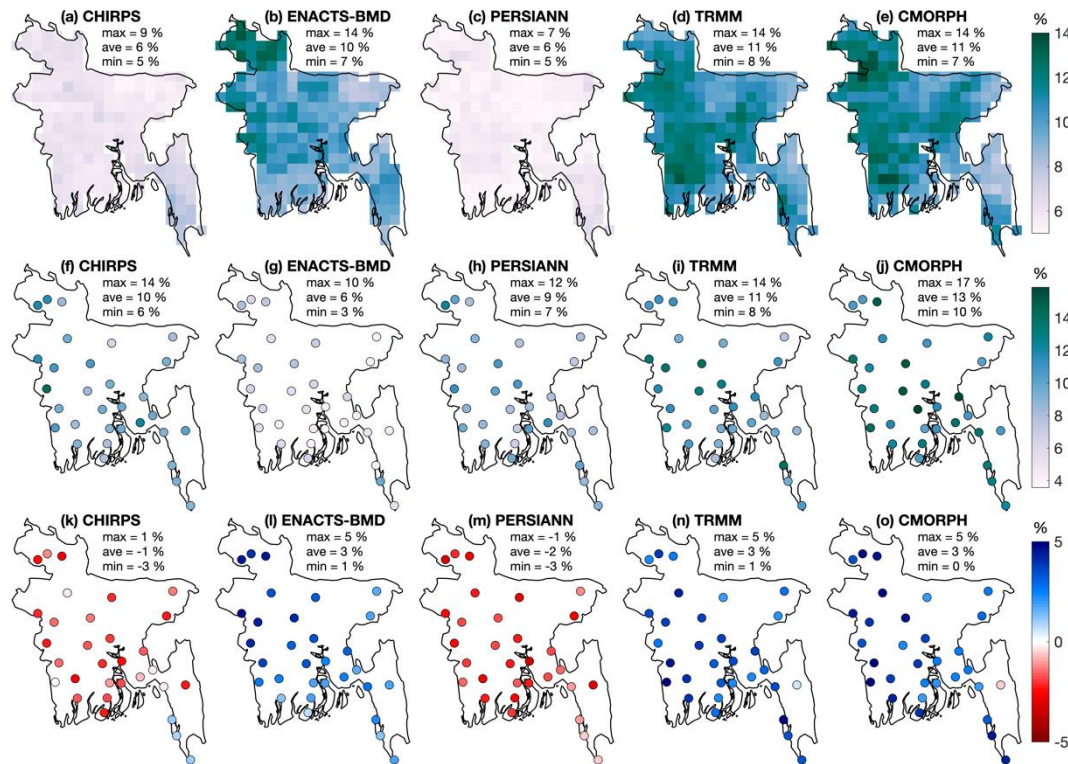 (a) CHIRPS
max = 9 %
ave = 6 %
min = 5 %
(b) ENACTS-BMD
max = 14 %
ave = 10 %
min = 7 %
(c) PERSIANN
max = 7 %
ave = 6 %
min = 5 %
(d) TRMM
max = 14 %
ave = 11 %
min = 8 %
(e) CMORPH
max = 14 %
ave = 11 %
min = 7 %
%
14
12
10
8
6
(f) CHIRPS
max = 14 %
ave = 10 %
min = 6 %
(g) ENACTS-BMD
max = 10 %
ave = 6 %
min = 3 %
(h) PERSIANN
max = 12 %
ave = 9 %
min = 7 %
(i) TRMM
max = 14 %
ave = 11 %
min = 8 %
(j) CMORPH
max = 17 %
ave = 13 %
min = 10 %
%
14
12
10
8
6
4
(k) CHIRPS
max = 1 %
ave = -1 %
min = -3 %
(l) ENACTS-BMD
max = 5 %
ave = 3 %
min = 1 %
(m) PERSIANN
max = -1 %
ave = -2 %
min = -3 %
(n) TRMM
max = 5 %
ave = 3 %
min = 1 %
(o) CMORPH
max = 5 %
ave = 3 %
min = 0 %
%
5
0
-5